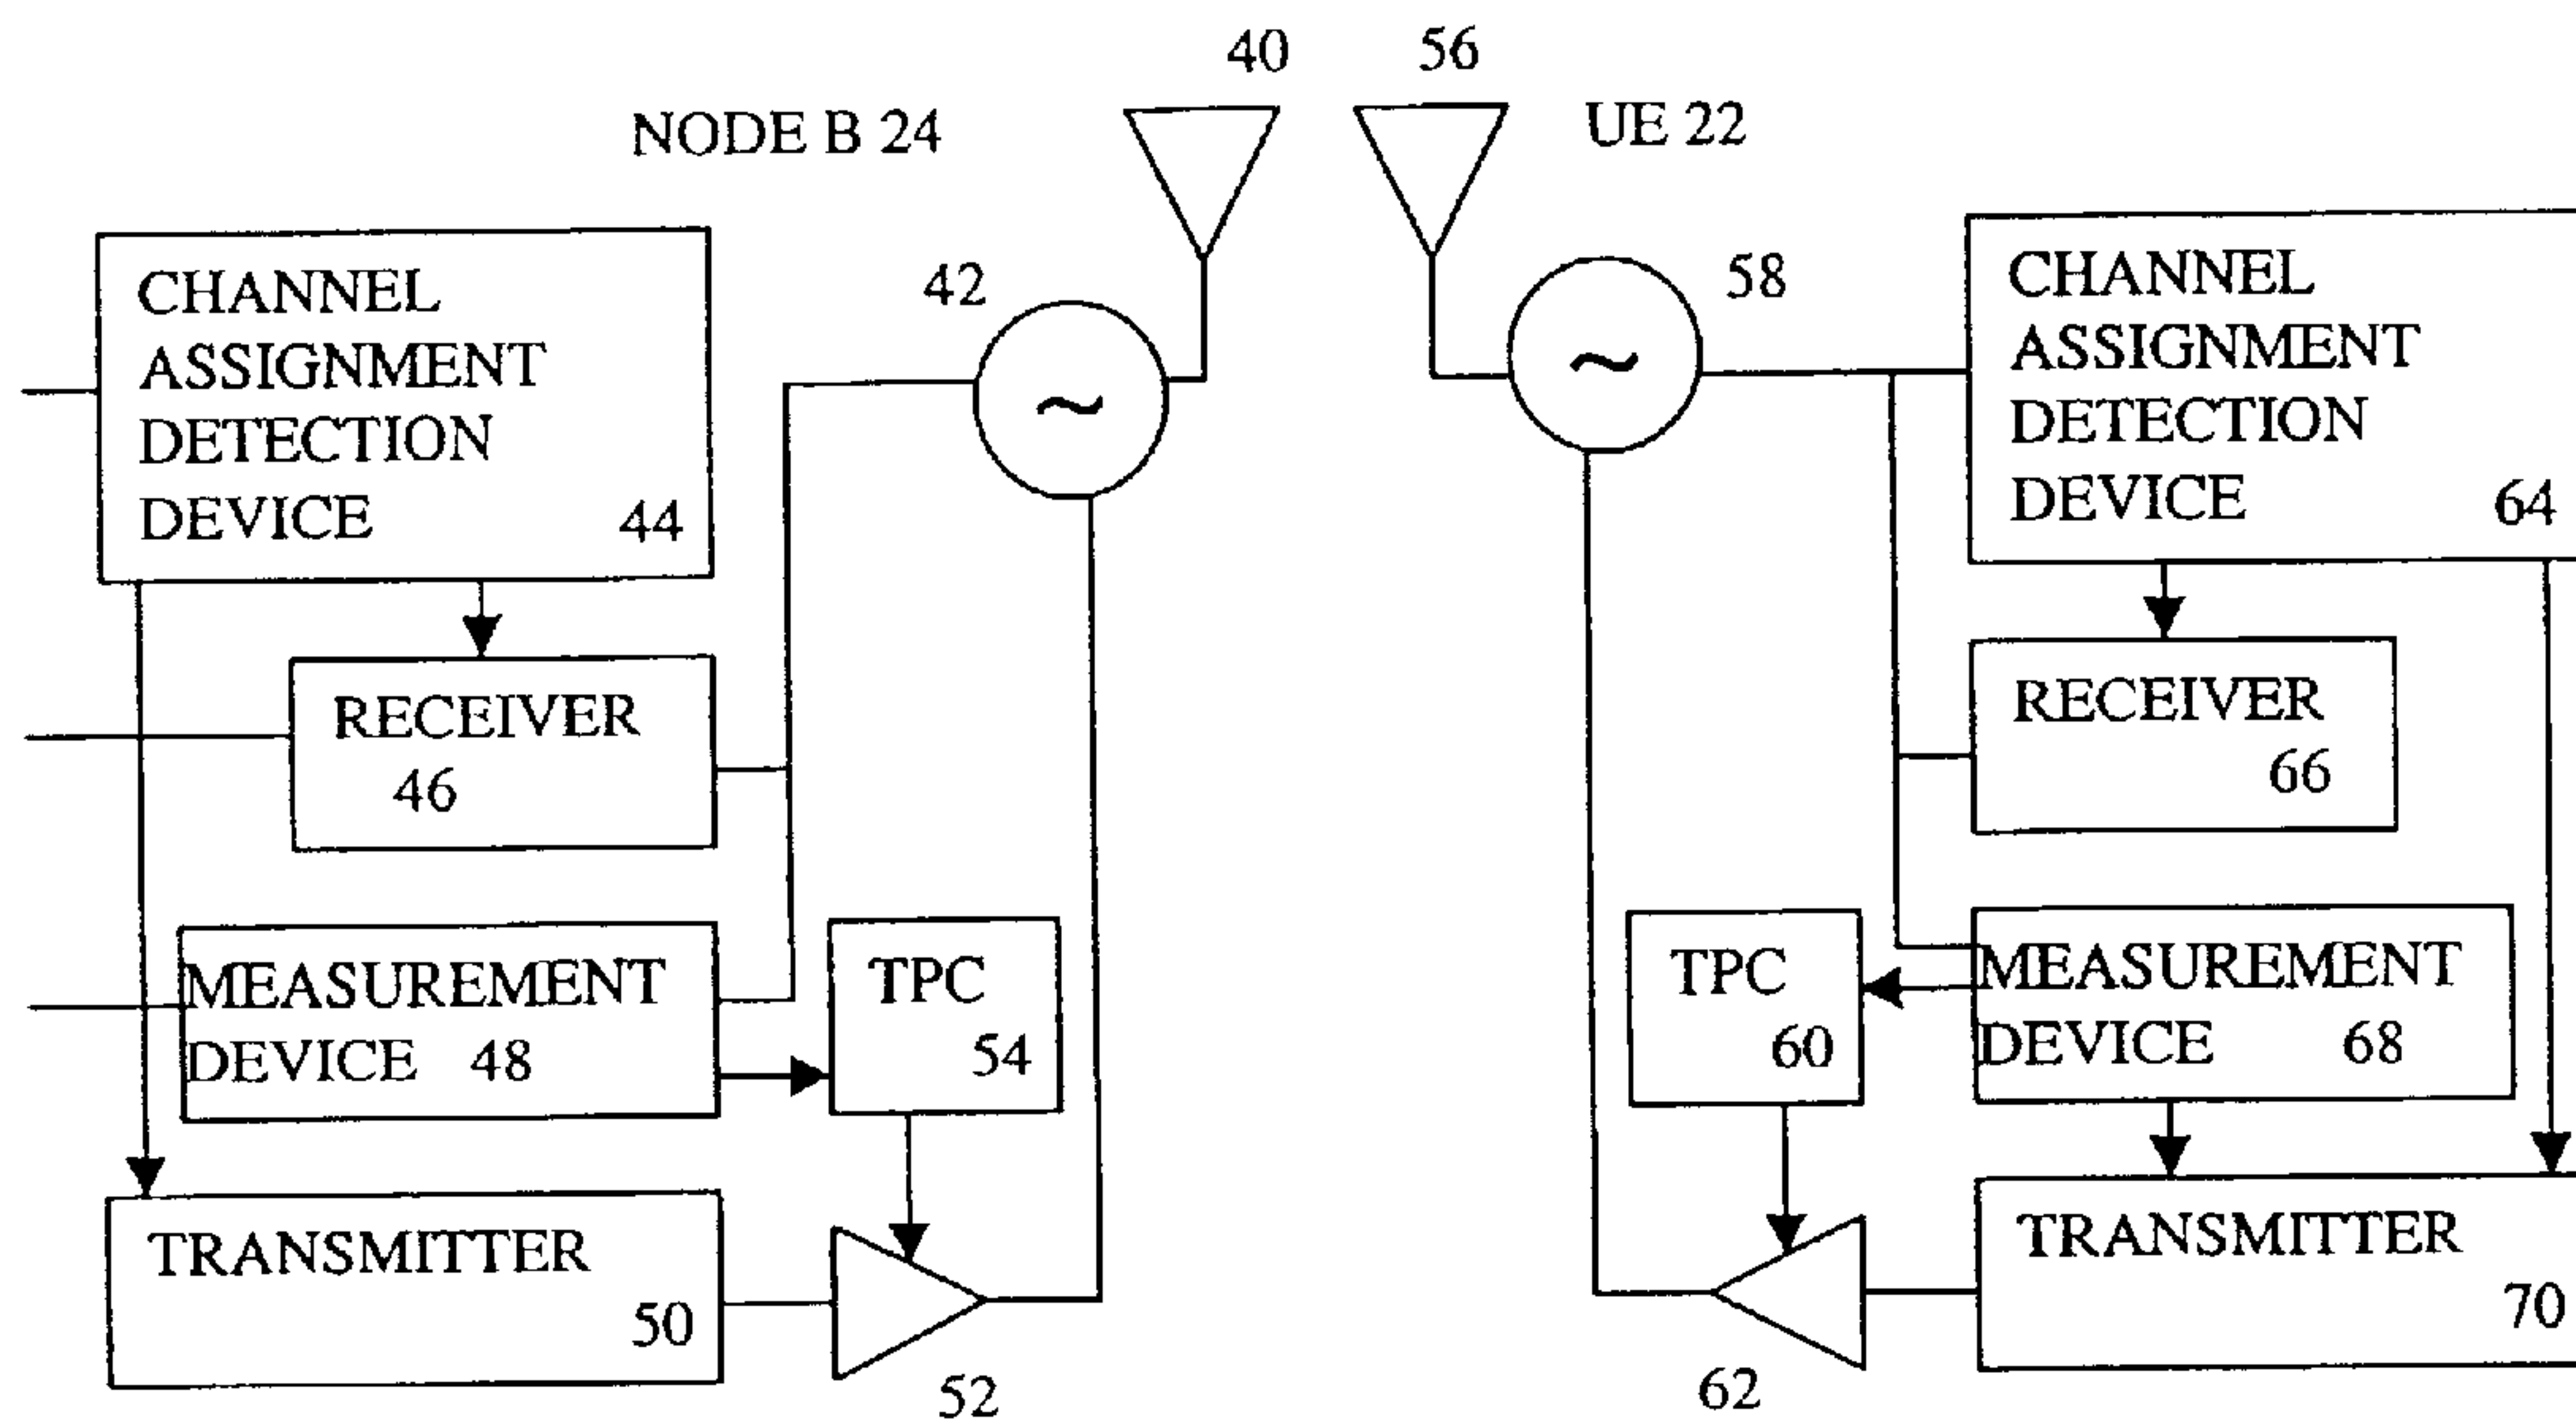 40
56
NODE B 24
UE 22
42
58
CHANNEL
ASSIGNMENT
DETECTION
DEVICE 44
RECEIVER
46
MEASUREMENT
DEVICE 48
TPC
54
TRANSMITTER
50
52
CHANNEL
ASSIGNMENT
DETECTION
DEVICE 64
RECEIVER
66
TPC
60
MEASUREMENT
DEVICE 68
TRANSMITTER
70
62
~
~